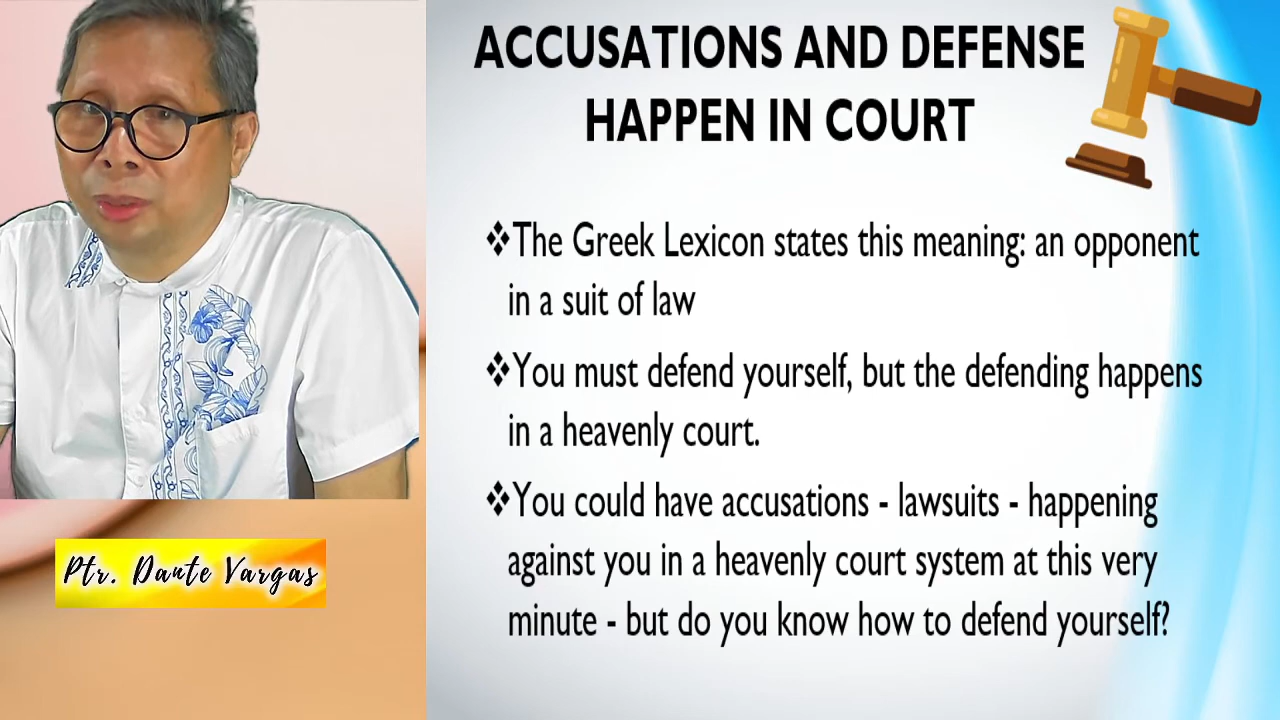 ACCUSATIONS AND DEFENSE
HAPPEN IN COURT
❖The Greek Lexicon states this meaning: an opponent
in a suit of law
❖You must defend yourself, but the defending happens
in a heavenly court.
❖You could have accusations - lawsuits - happening
against you in a heavenly court system at this very
minute - but do you know how to defend yourself?
Ptr. Dante Vargas